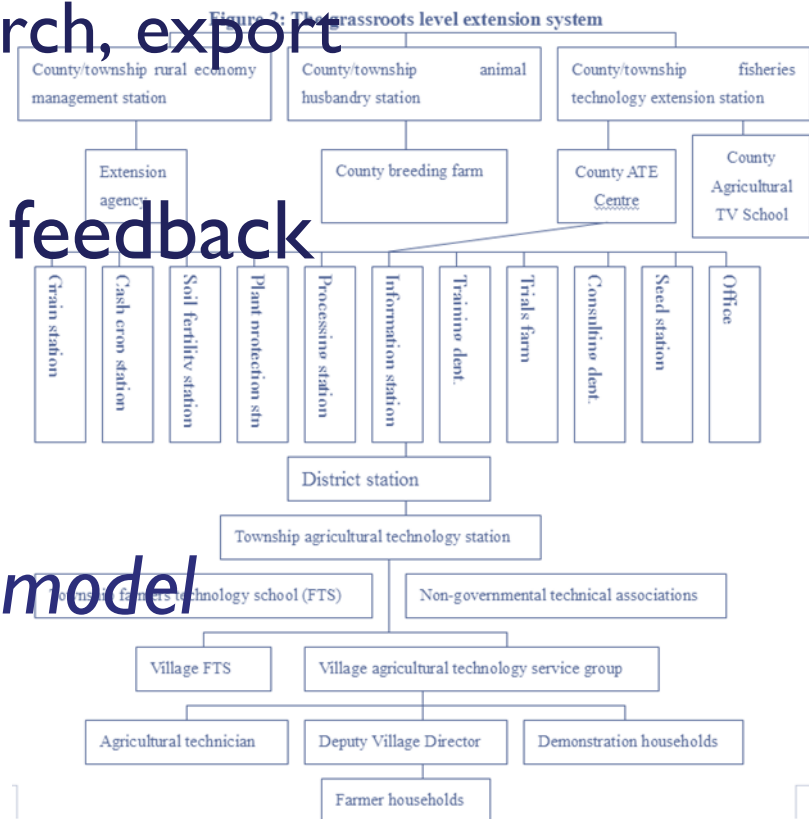 rch, export
Figure 2: The grassroots level extension system
County/township rural economy
management station
County/township animal
husbandry station
County/township fisheries
technology extension station
Extension
agency
County breeding farm
County ATE
Centre
County
Agricultural
TV School
feedback
Grain station
Cash crop station
Soil fertility station
Plant protection stn
Processing station
Information station
Training dept.
Trials farm
Consulting dept.
Seed station
Office
District station
Township agricultural technology station
model
Township farmers technology school (FTS)
Non-governmental technical associations
Village FTS
Village agricultural technology service group
Agricultural technician
Deputy Village Director
Demonstration households
Farmer households